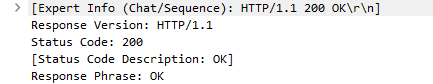 [Expert Info (Chat/Sequence): HTTP/1.1 200 OK\r\n]
Response Version: HTTP/1.1
Status Code: 200
[Status Code Description: OK]
Response Phrase: OK